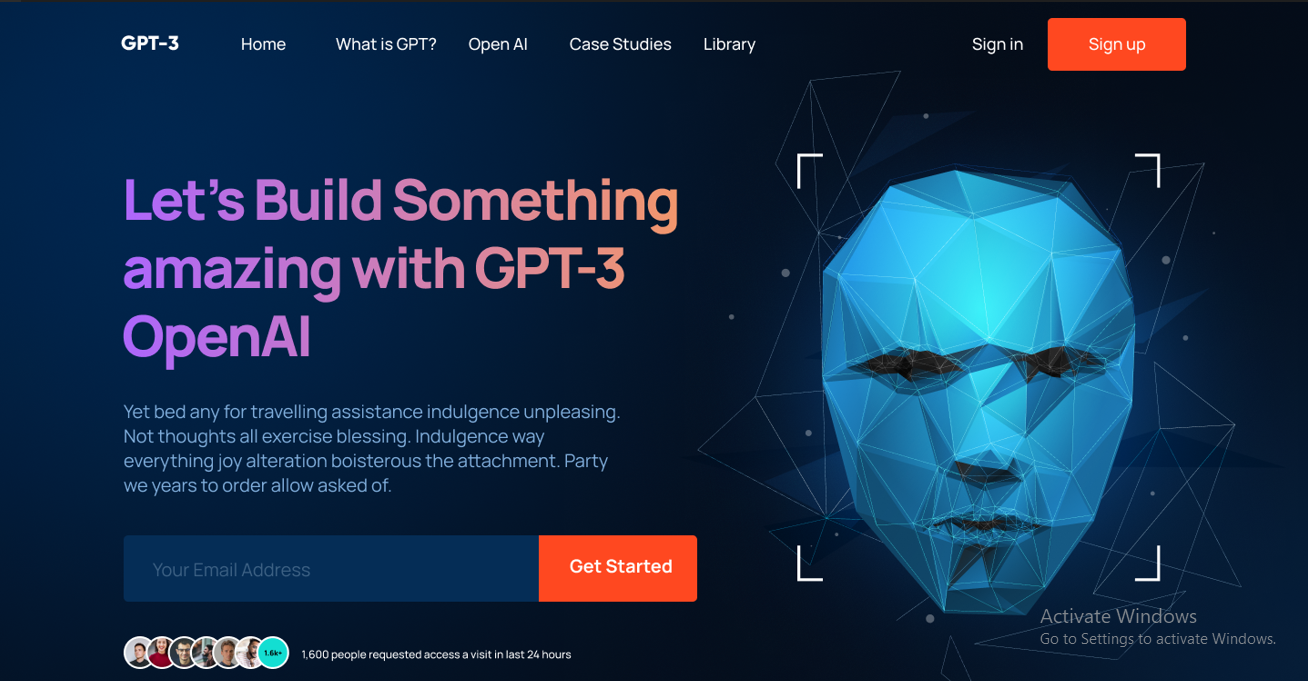 GPT-3
Home
What is GPT?
Open AI
Case Studies
Library
Sign in
Sign up
Let’s Build Something
amazing with GPT-3
OpenAI
Yet bed any for travelling assistance indulgence unpleasing.
Not thoughts all exercise blessing. Indulgence way
everything joy alteration boisterous the attachment. Party
we years to order allow asked of.
Your Email Address
Get Started
1.6k+
1,600 people requested access a visit in last 24 hours
Activate Windows
Go to Settings to activate Windows.